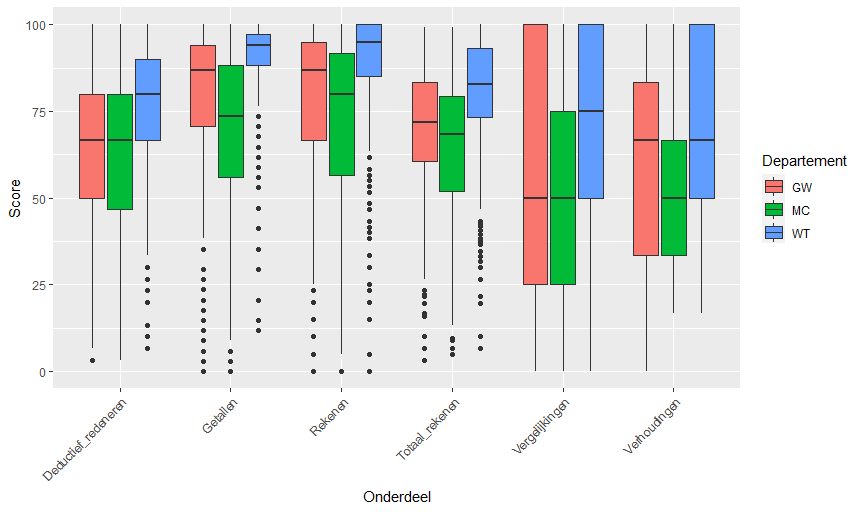 100
75
50
25
0
Score
Deductief_redeneren
Getallen
Rekenen
Totaal_rekenen
Vergelijkingen
Verhoudingen
Onderdeel
Departement
GW
MC
WT